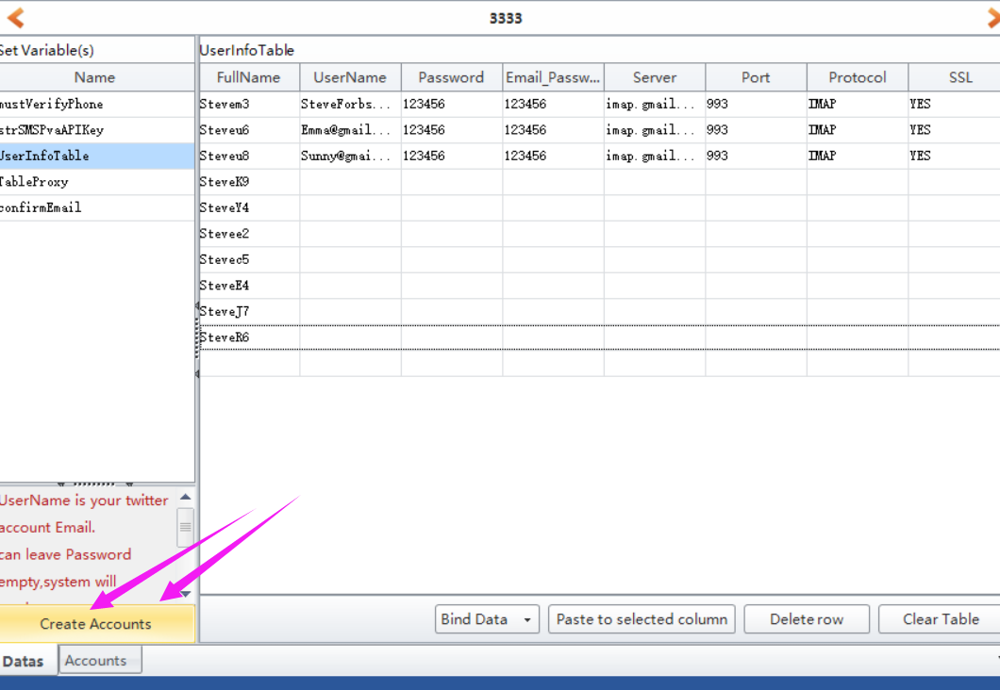 3333
Set Variable(s)
UserInfoTable
Name
FullName UserName Password Email_Passw... Server Port Protocol SSL
mustVerifyPhone
strSMSPvaAPIKey
UserInfoTable
TableProxy
confirmEmail
Stevem3 SteveForbs... 123456 123456 imap.gmail... 993 IMAP YES
Steveu6 Emma@gmail... 123456 123456 imap.gmail... 993 IMAP YES
Steveu8 Sunny@gmai... 123456 123456 imap.gmail... 993 IMAP YES
SteveK9
SteveY4
Stevee2
Stevec5
SteveE4
SteveJ7
SteveR6
UserName is your twitter
account Email.
can leave Password
empty,system will
Create Accounts
Bind Data Paste to selected column Delete row Clear Table
Datas Accounts